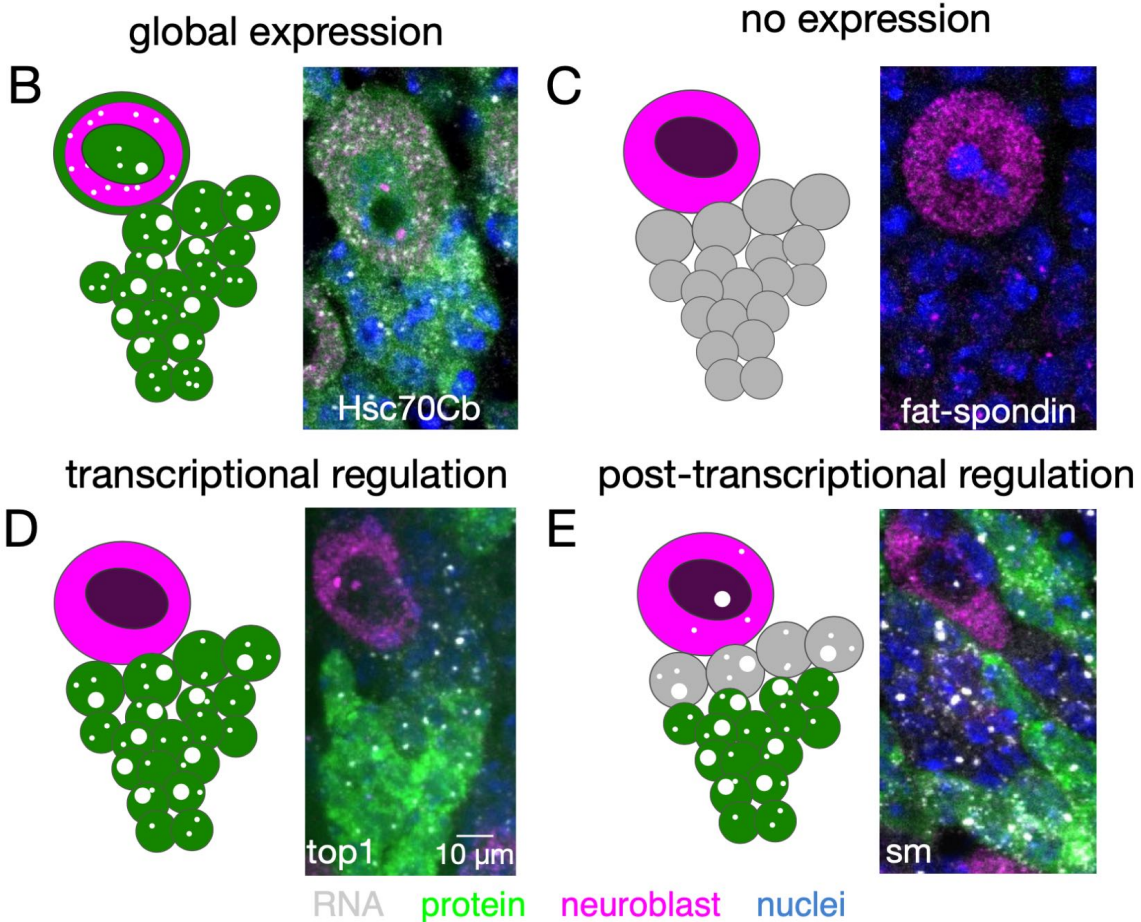 global expression
no expression
B
Hsc70Cb
C
fat-spondin
transcriptional regulation
post-transcriptional regulation
D
top1
10 µm
E
sm
RNA protein neuroblast nuclei